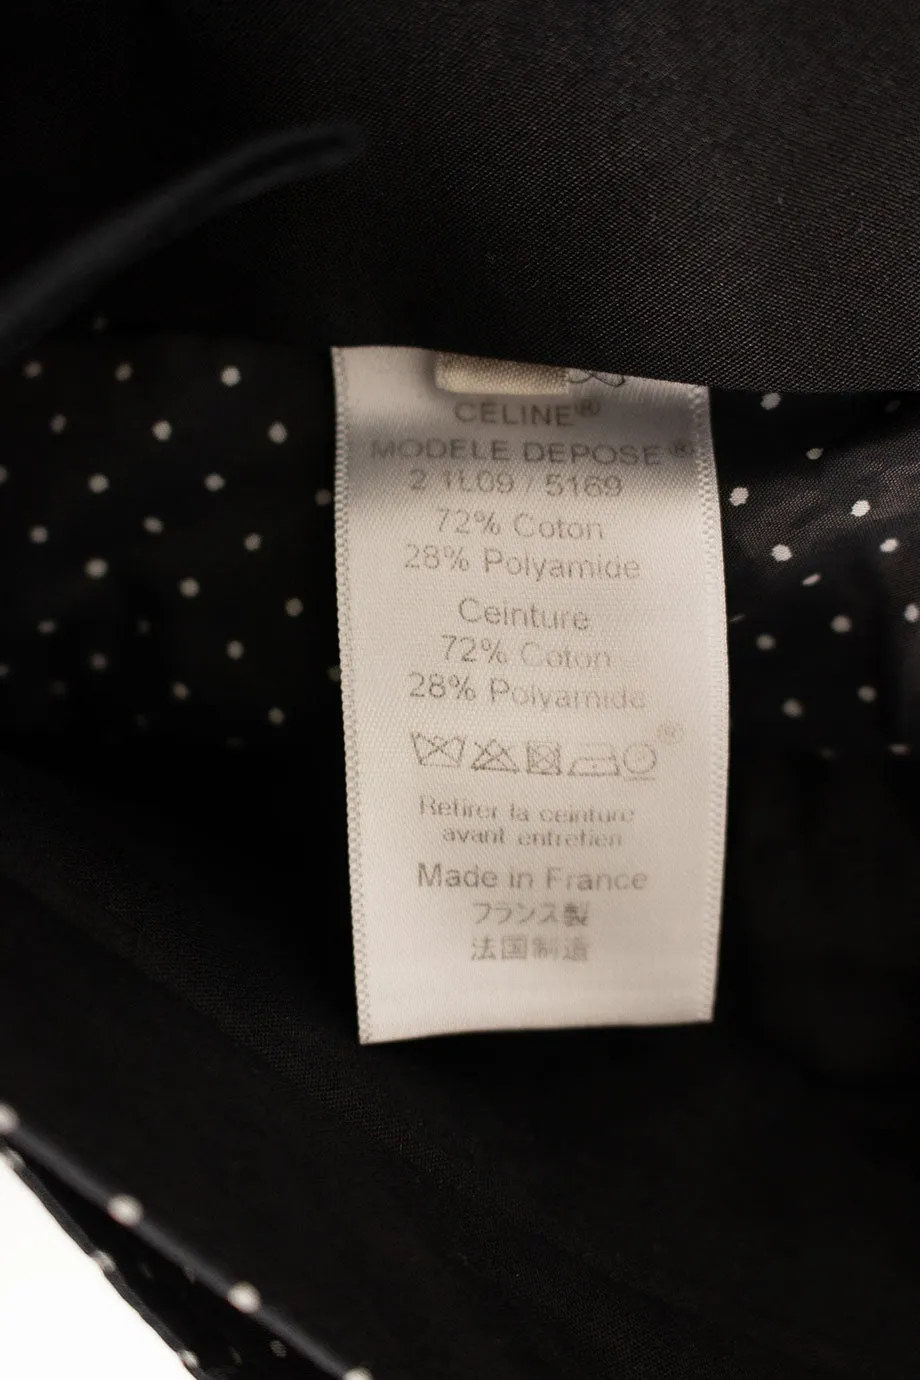 CELINE®
MODELE DEPOSE®
2 1L09 / 5169
72% Coton
28% Polyamide
Ceinture
72% Coton
28% Polyamide
®
Retirer la ceinture
avant entretien
Made in France
フランス製
法国制造